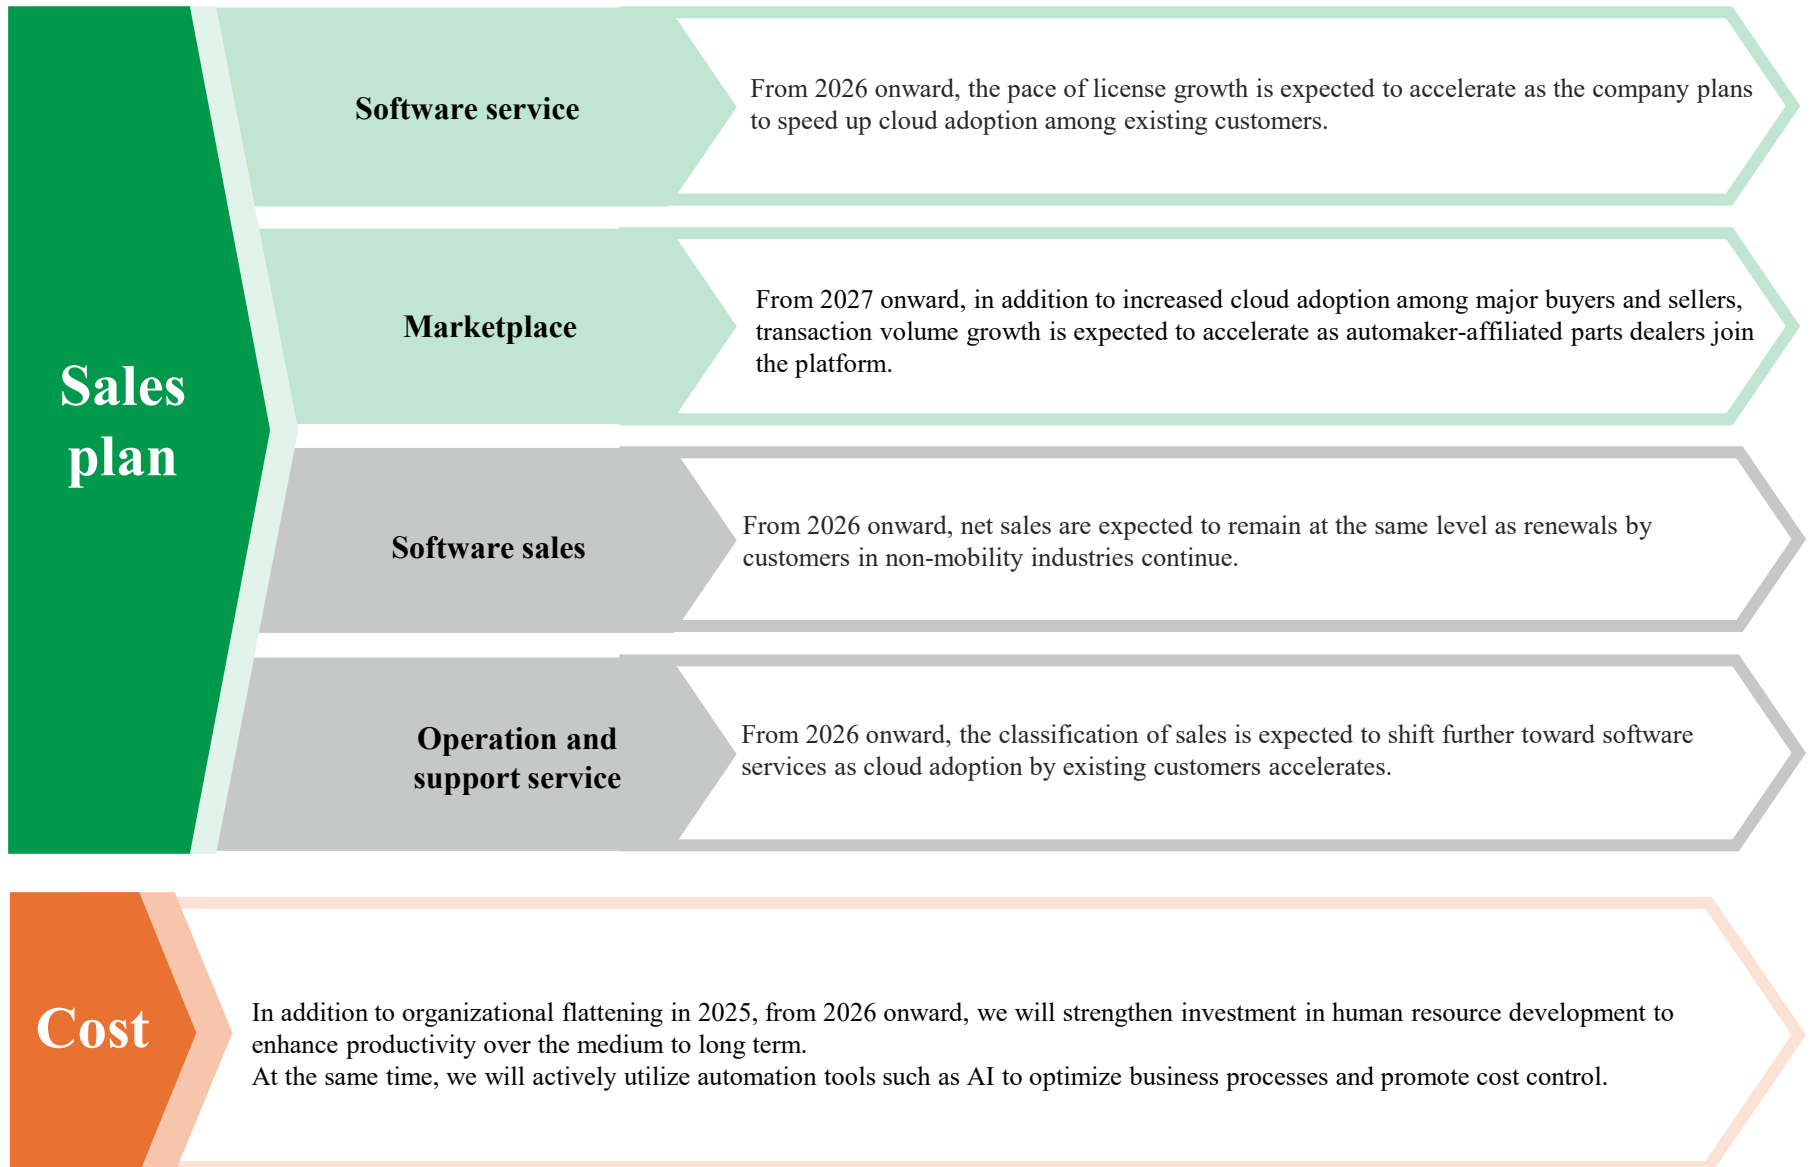 Sales
plan
Software service
From 2026 onward, the pace of license growth is expected to accelerate as the company plans
to speed up cloud adoption among existing customers.
Marketplace
From 2027 onward, in addition to increased cloud adoption among major buyers and sellers,
transaction volume growth is expected to accelerate as automaker-affiliated parts dealers join
the platform.
Software sales
From 2026 onward, net sales are expected to remain at the same level as renewals by
customers in non-mobility industries continue.
Operation and
support service
From 2026 onward, the classification of sales is expected to shift further toward software
services as cloud adoption by existing customers accelerates.
Cost
In addition to organizational flattening in 2025, from 2026 onward, we will strengthen investment in human resource development to
enhance productivity over the medium to long term.
At the same time, we will actively utilize automation tools such as AI to optimize business processes and promote cost control.